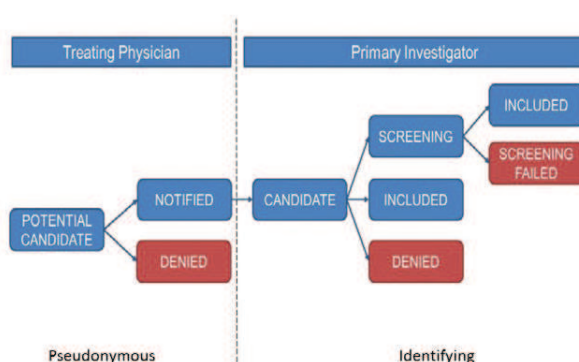 Treating Physician
Primary Investigator
INCLUDED
SCREENING
SCREENING
FAILED
NOTIFIED
CANDIDATE
INCLUDED
POTENTIAL
CANDIDATE
DENIED
DENIED
Pseudonymous
Identifying